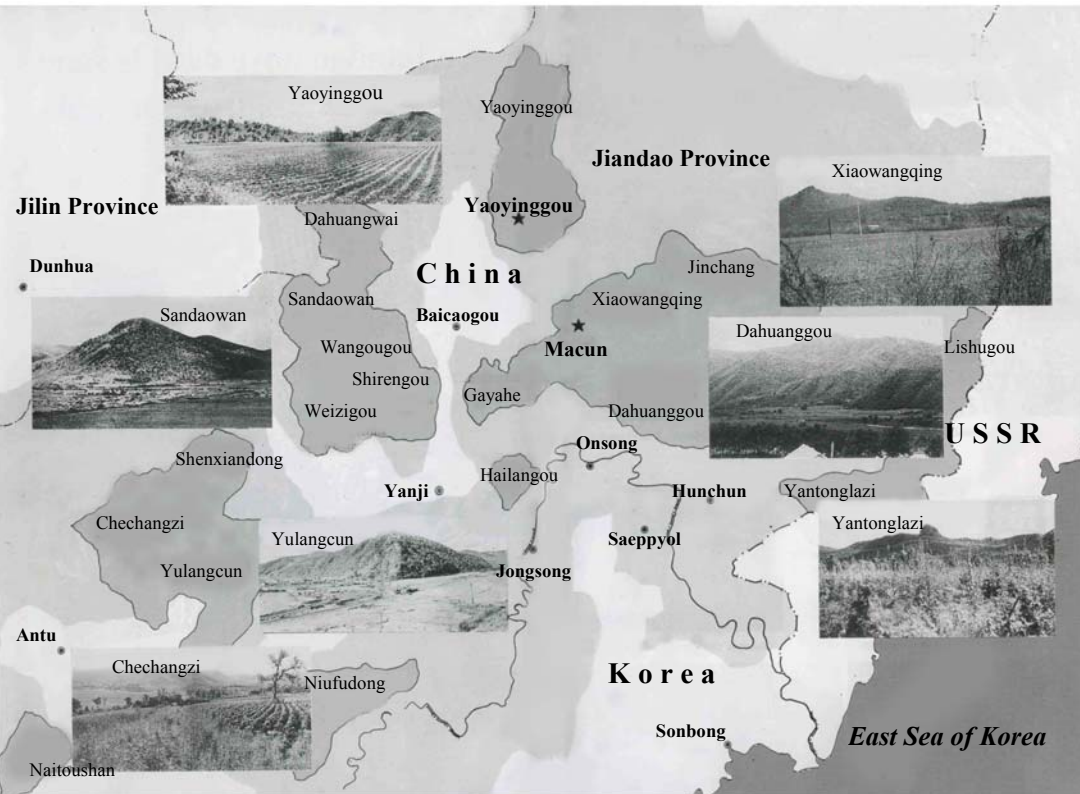 Yaoyinggou
Yaoyinggou
Jiandao Province
Xiaowangqing
Jilin Province
Yaoyinggou
Dahuangwai
Dunhua
China
Jinchang
Sandaowan
Xiaowangqing
Sandaowan
Baicaogou
Dahuanggou
Wangougou
Macun
Lishugou
Shirengou
Gayahe
Weizigou
Dahuanggou
USSR
Onsong
Shenxiandong
Hailangou
Yanji
Hunchun
Yantonglazi
Chechangzi
Yulangcun
Saeppyol
Yantonglazi
Yulangcun
Jongsong
Antu
Chechangzi
Niufudong
Korea
Sonbong
East Sea of Korea
Naitoushan